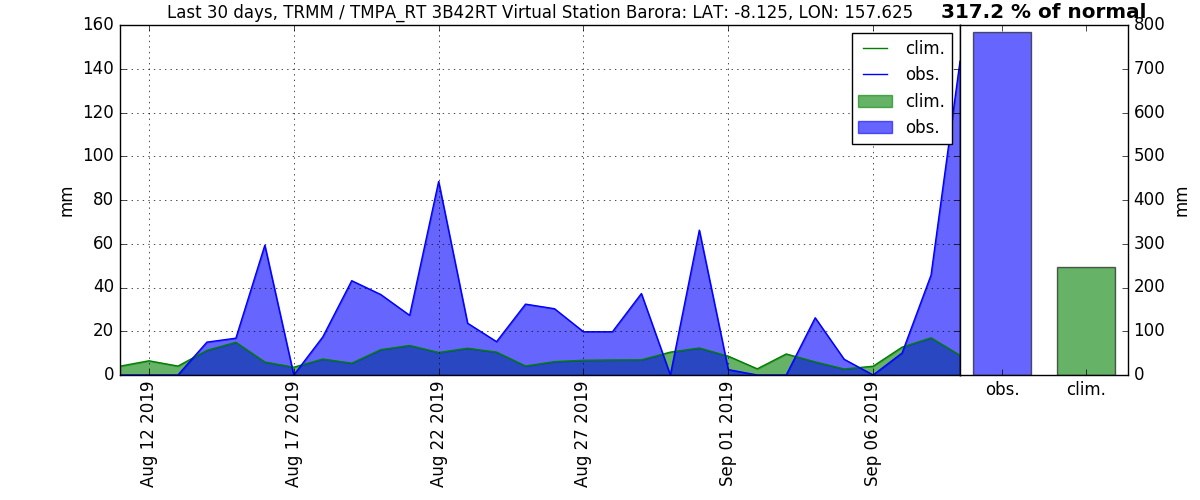 Last 30 days, TRMM / TMPA_RT 3B42RT Virtual Station Barora: LAT: -8.125, LON: 157.625
317.2 % of normal
160
140
120
100
80
60
40
20
0
mm
clim.
obs.
clim.
obs.
Aug 12 2019
Aug 17 2019
Aug 22 2019
Aug 27 2019
Sep 01 2019
Sep 06 2019
800
700
600
500
400
300
200
100
0
mm
obs.
clim.